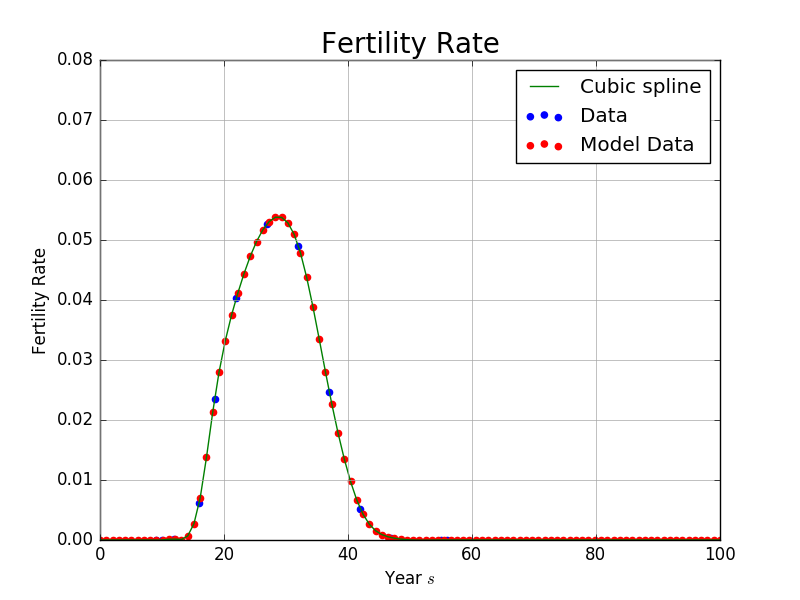 Fertility Rate
0.08
0.07
0.06
0.05
0.04
0.03
0.02
0.01
0.00
Fertility Rate
0 20 40 60 80 100
Year s
Cubic spline
Data
Model Data